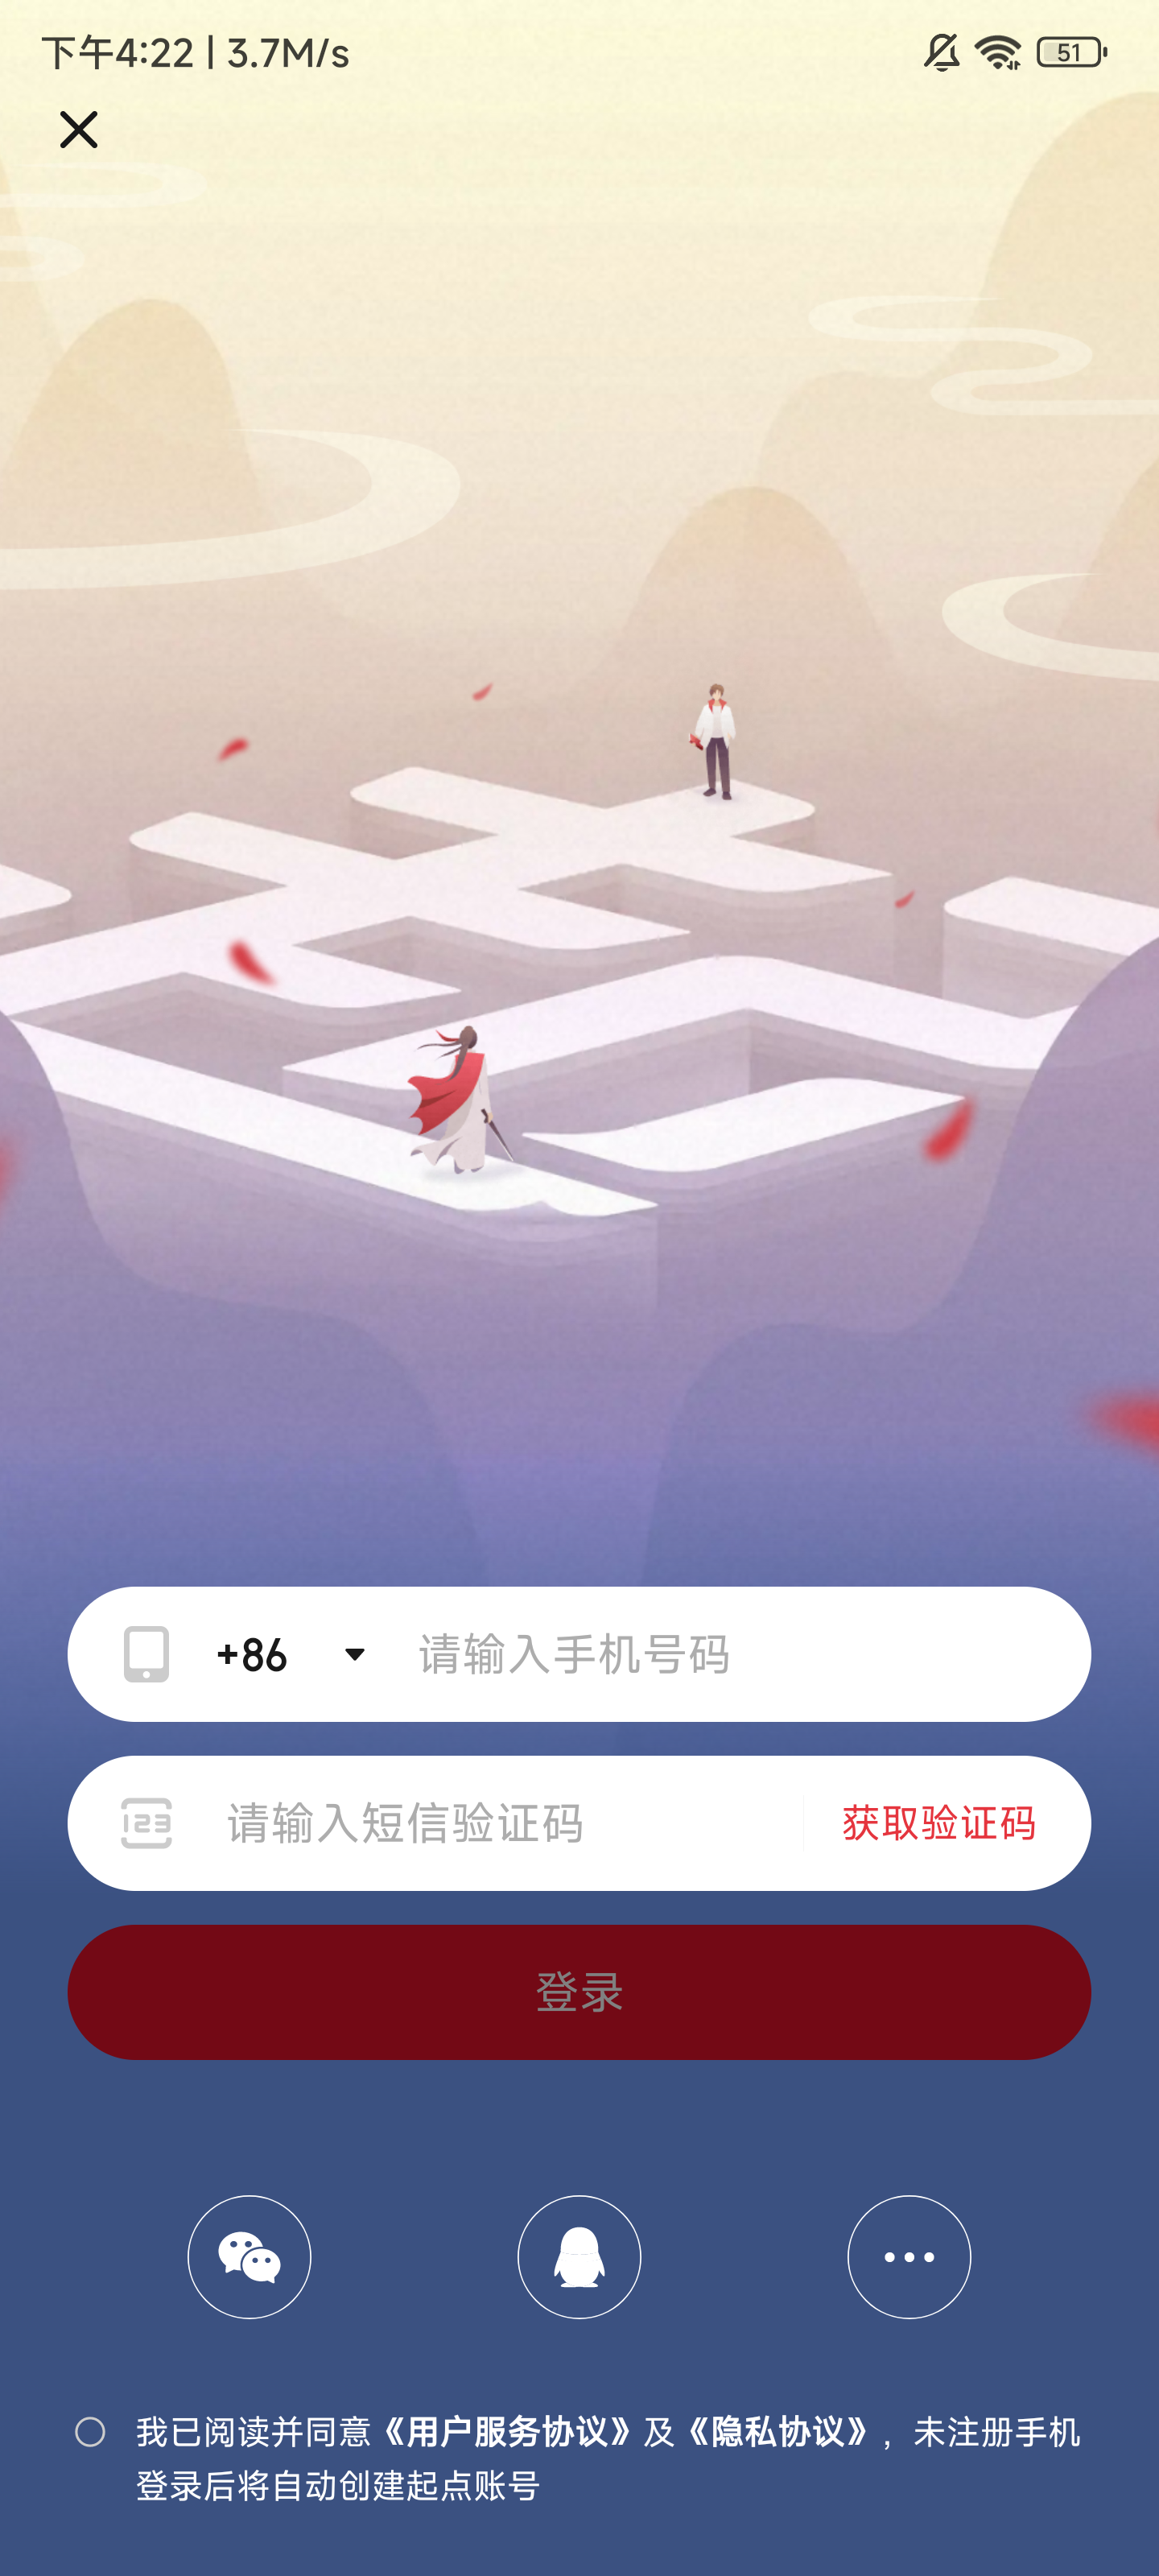 下午4:22 | 3.7M/s
51
+86
请输入手机号码
123
请输入短信验证码
获取验证码
登录
我已阅读并同意《用户服务协议》及《隐私协议》，未注册手机
登录后将自动创建起点账号